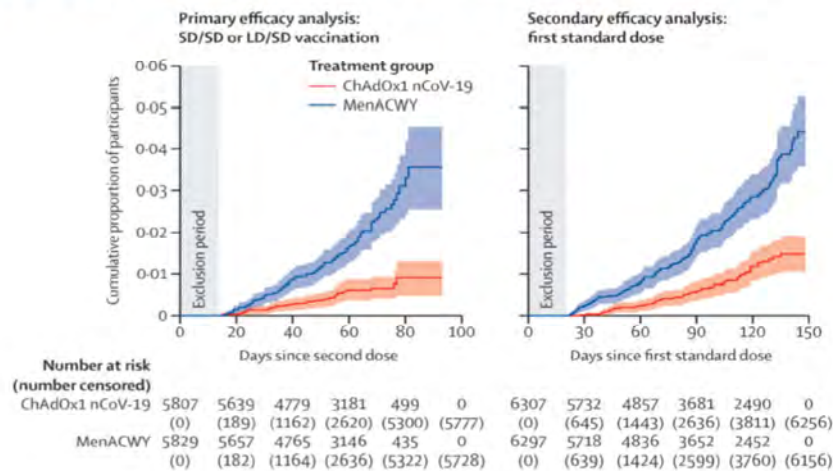 Primary efficacy analysis:
SD/SD or LD/SD vaccination
Secondary efficacy analysis:
first standard dose
Treatment group
ChAdOx1 nCoV-19
MenACWY
Cumulative proportion of participants
0·06
0·05
0·04
0·03
0·02
0·01
0
Exclusion period
Exclusion period
0 20 40 60 80 100
0 30 60 90 120 150
Days since second dose
Days since first standard dose
Number at risk
(number censored)
ChAdOx1 nCoV-19 5807 5639 4779 3181 499 0 6307 5732 4857 3681 2490 0
(0) (189) (1162) (2620) (5300) (5777) (0) (645) (1443) (2636) (3811) (6256)
MenACWY 5829 5657 4765 3146 435 0 6297 5718 4836 3652 2452 0
(0) (182) (1164) (2636) (5322) (5728) (0) (639) (1424) (2599) (3760) (6156)